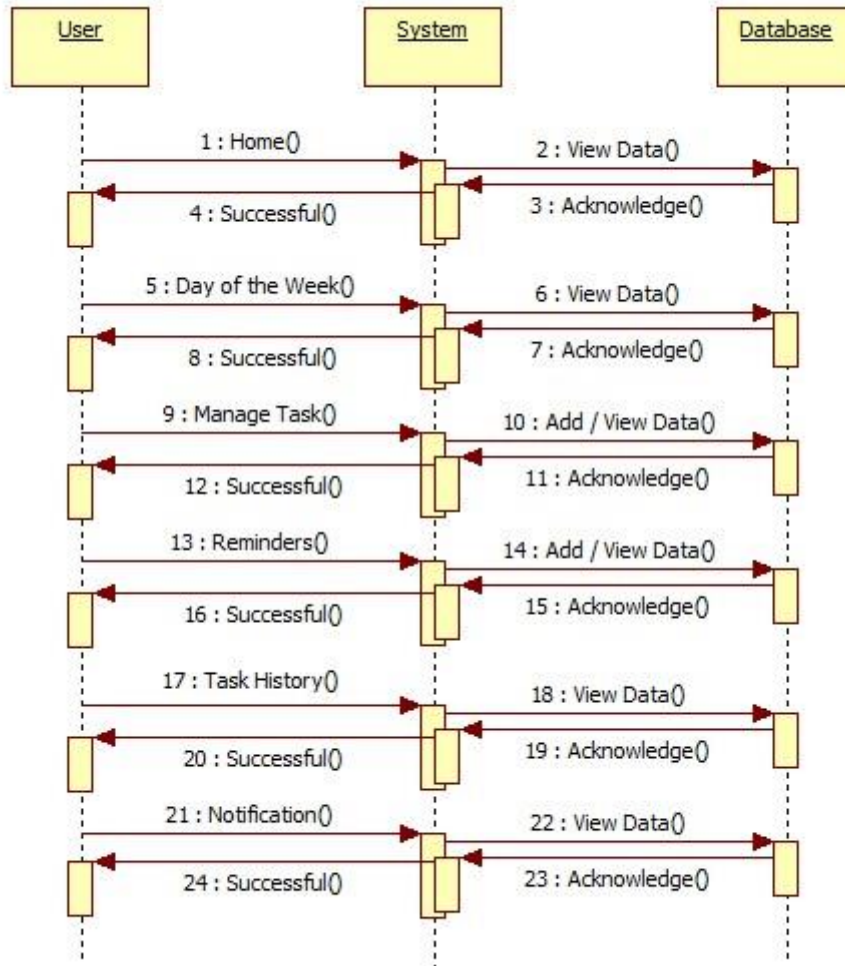 User
System
Database
1 : Home()
2 : View Data()
3 : Acknowledge()
4 : Successful()
5 : Day of the Week()
6 : View Data()
7 : Acknowledge()
8 : Successful()
9 : Manage Task()
10 : Add / View Data()
11 : Acknowledge()
12 : Successful()
13 : Reminders()
14 : Add / View Data()
15 : Acknowledge()
16 : Successful()
17 : Task History()
18 : View Data()
19 : Acknowledge()
20 : Successful()
21 : Notification()
22 : View Data()
23 : Acknowledge()
24 : Successful()